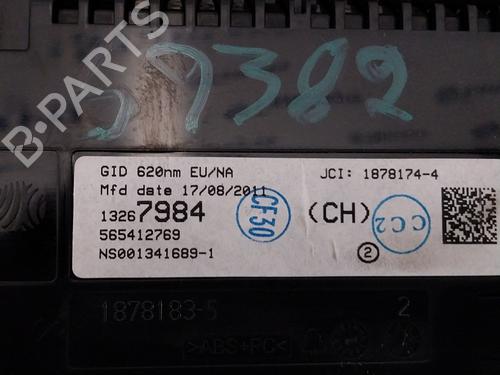 B-PARTS
57382
GID 620nm EU/NA
JCI: 1878174-4
Mfd date 17/08/2011
13267984
(CH)
565412769
NS001341689-1
CF30
CC2
2
1878183-5
2
>ABS+PC<